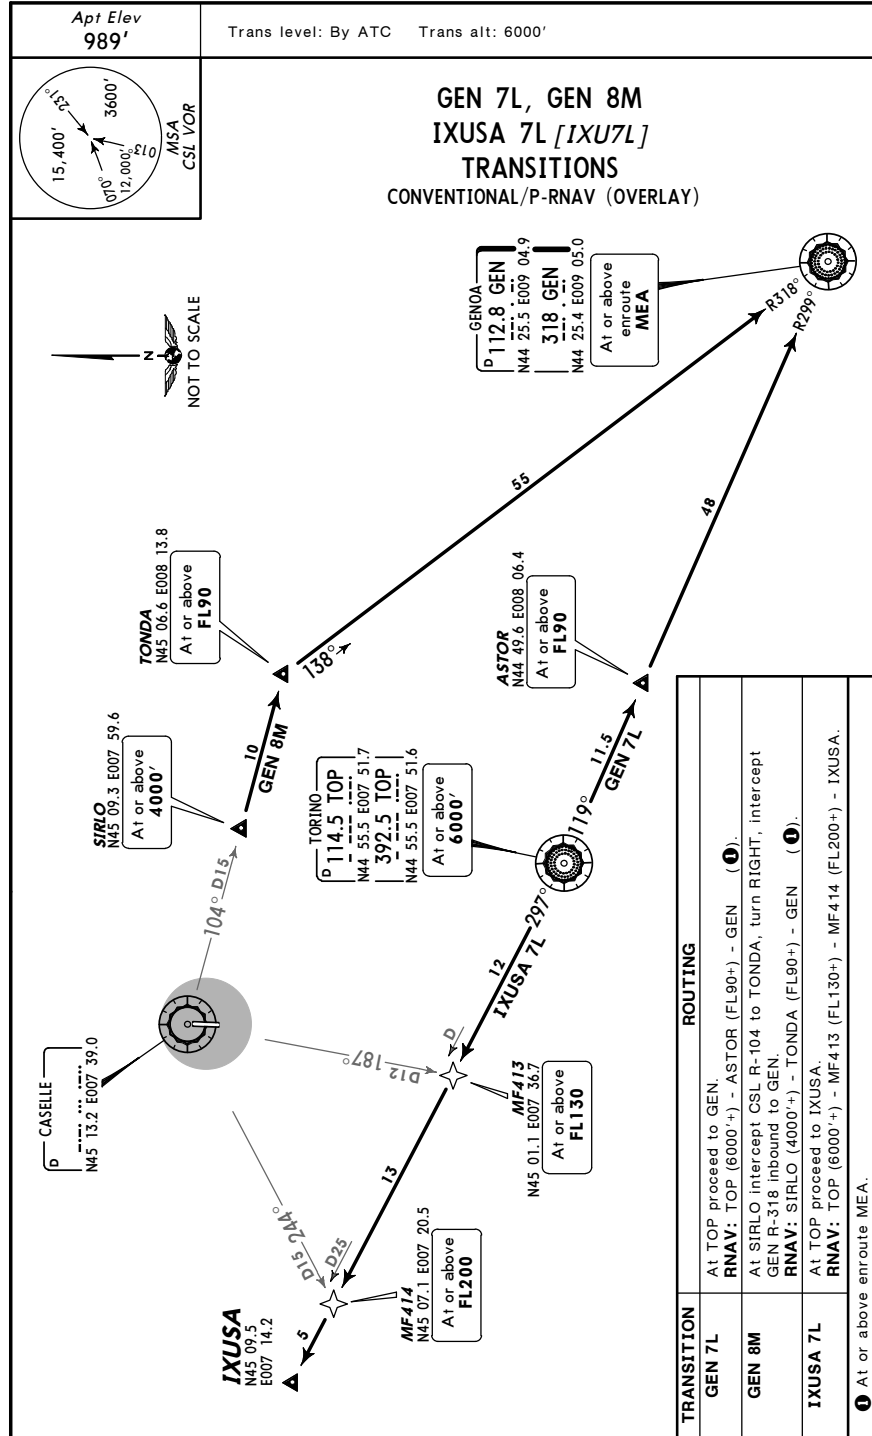 Apt Elev
989'
Trans level: By ATC Trans alt: 6000'
231°
3600'
15,400'
070°
12,000'
013°
MSA
CSL VOR
GEN 7L, GEN 8M
IXUSA 7L [IXU7L]
TRANSITIONS
CONVENTIONAL/P-RNAV (OVERLAY)
N
NOT TO SCALE
GENOA
D 112.8 GEN
N44 25.5 E009 04.9
318 GEN
N44 25.4 E009 05.0
At or above
enroute
MEA
R318°
R299°
55
48
TONDA
N45 06.6 E008 13.8
At or above
FL90
138°
ASTOR
N44 49.6 E008 06.4
At or above
FL90
SIRLO
N45 09.3 E007 59.6
At or above
4000'
10
GEN 8M
11.5
GEN 7L
119°
TORINO
D 114.5 TOP
N44 55.5 E007 51.7
392.5 TOP
N44 55.5 E007 51.6
At or above
6000'
104° D15
297°
12
IXUSA 7L
CASELLE
D
N45 13.2 E007 39.0
D12 187°
D
MF413
N45 01.1 E007 36.7
At or above
FL130
13
D15 244°
D25
MF414
N45 07.1 E007 20.5
At or above
FL200
5
IXUSA
N45 09.5
E007 14.2
TRANSITION ROUTING
GEN 7L At TOP proceed to GEN.
RNAV: TOP (6000'+) - ASTOR (FL90+) - GEN (❶).
GEN 8M At SIRLO intercept CSL R-104 to TONDA, turn RIGHT, intercept
GEN R-318 inbound to GEN.
RNAV: SIRLO (4000'+) - TONDA (FL90+) - GEN (❶).
IXUSA 7L At TOP proceed to IXUSA.
RNAV: TOP (6000'+) - MF413 (FL130+) - MF414 (FL200+) - IXUSA.
❶ At or above enroute MEA.